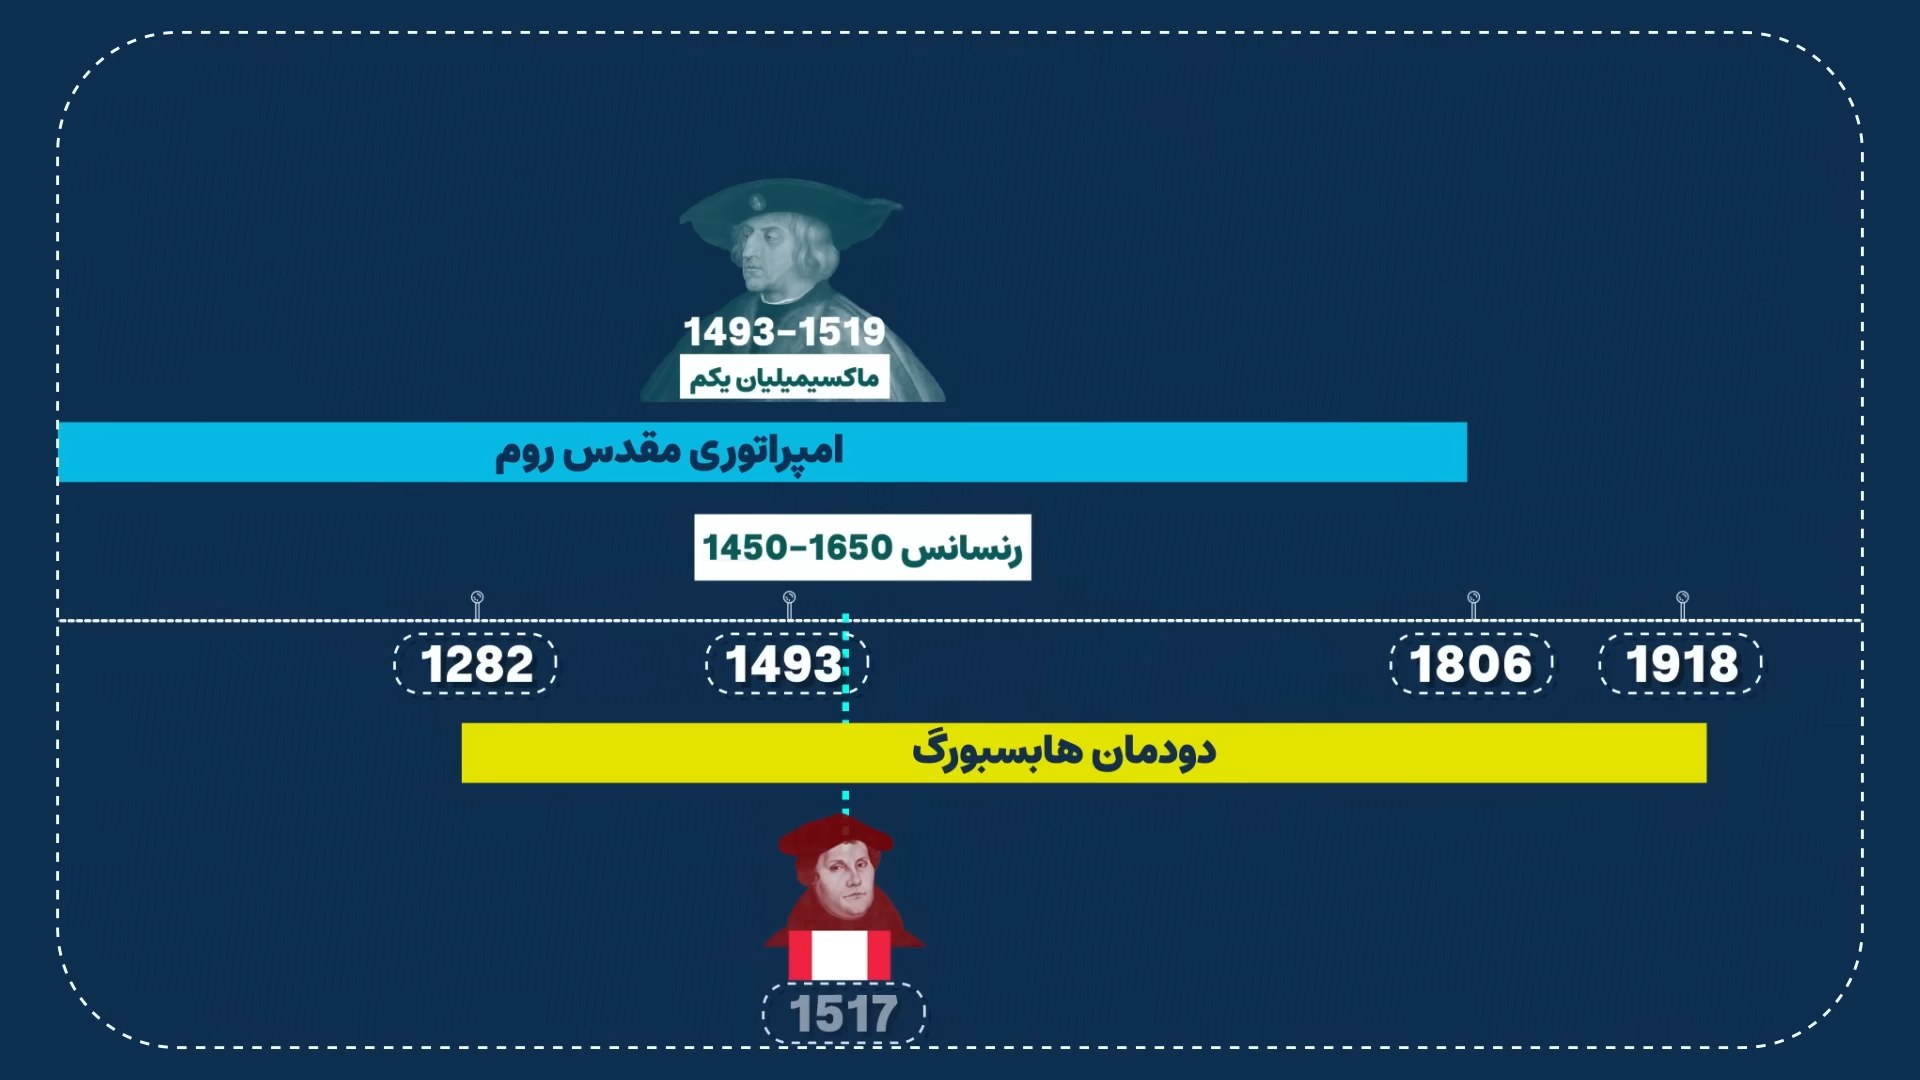 1493-1519
ماکسیمیلیان یکم
امپراتوری مقدس روم
رنسانس 1650-1450
1282
1493
1806
1918
دودمان هابسبورگ
1517